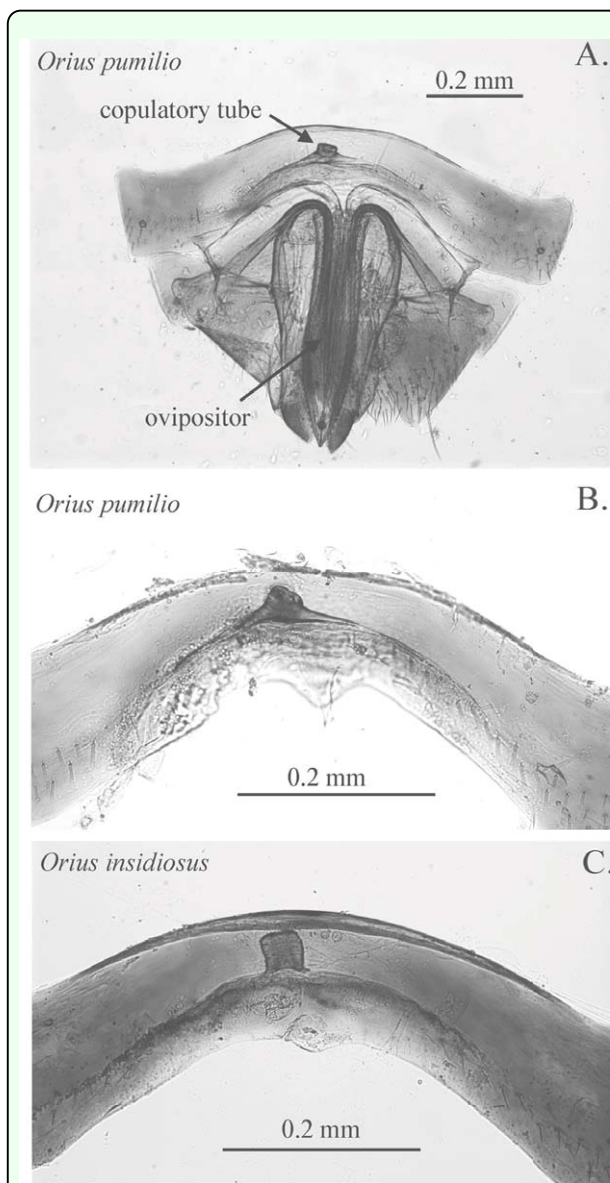 Orius pumilio
A.
0.2 mm
copulatory tube
ovipositor
Orius pumilio
B.
0.2 mm
Orius insidiosus
C.
0.2 mm